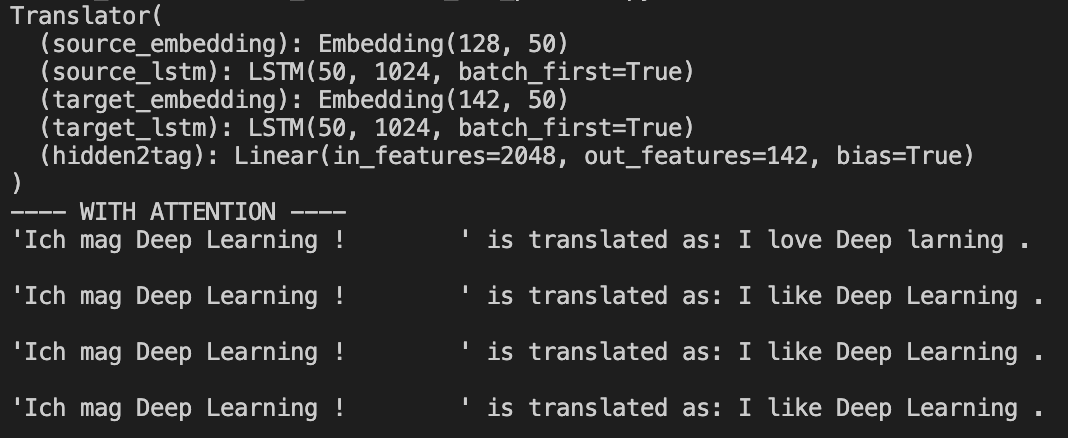 Translator(
  (source_embedding): Embedding(128, 50)
  (source_lstm): LSTM(50, 1024, batch_first=True)
  (target_embedding): Embedding(142, 50)
  (target_lstm): LSTM(50, 1024, batch_first=True)
  (hidden2tag): Linear(in_features=2048, out_features=142, bias=True)
)
---- WITH ATTENTION ----
'Ich mag Deep Learning !        ' is translated as: I love Deep larning .
'Ich mag Deep Learning !        ' is translated as: I like Deep Learning .
'Ich mag Deep Learning !        ' is translated as: I like Deep Learning .
'Ich mag Deep Learning !        ' is translated as: I like Deep Learning .